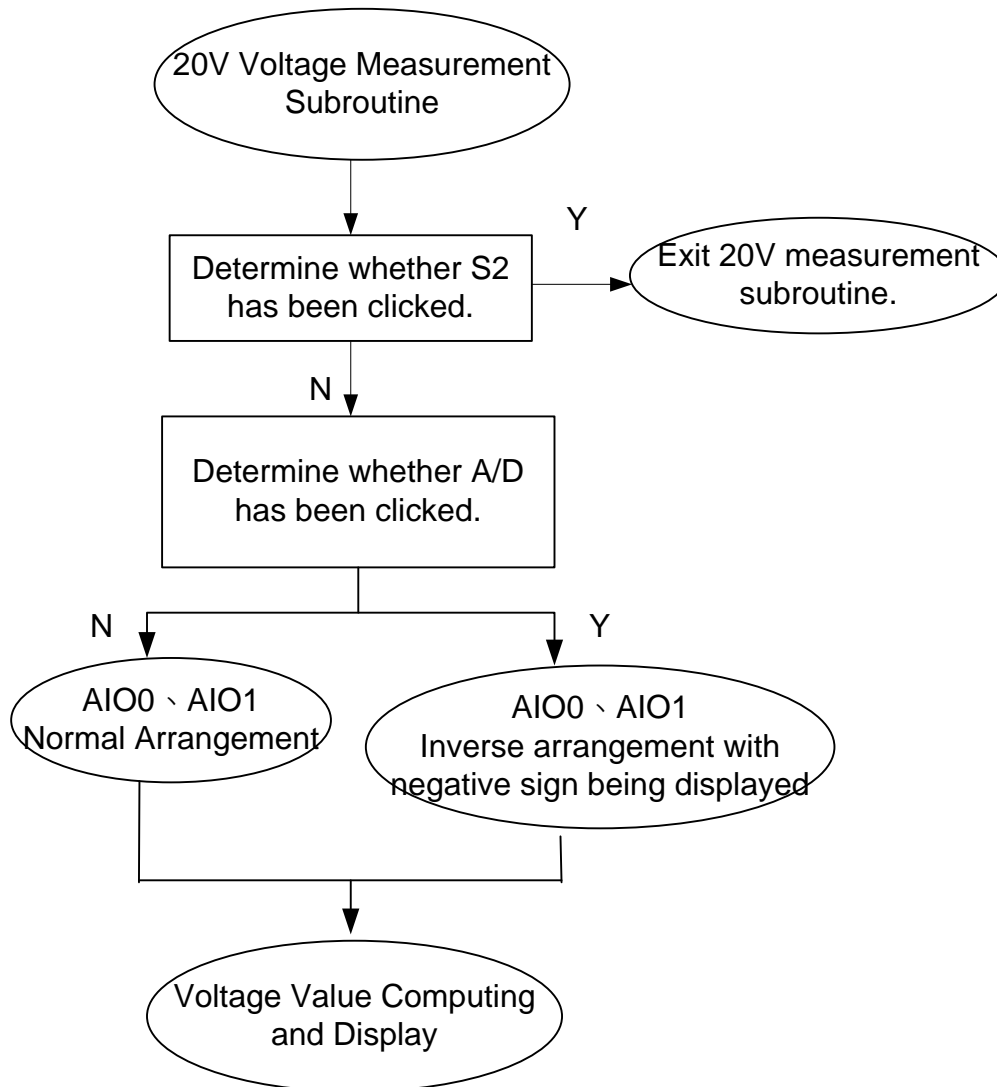 20V Voltage Measurement
Subroutine
Y
Determine whether S2
has been clicked.
Exit 20V measurement
subroutine.
N
Determine whether A/D
has been clicked.
N
Y
AIO0、AIO1
Normal Arrangement
AIO0、AIO1
Inverse arrangement with
negative sign being displayed
Voltage Value Computing
and Display